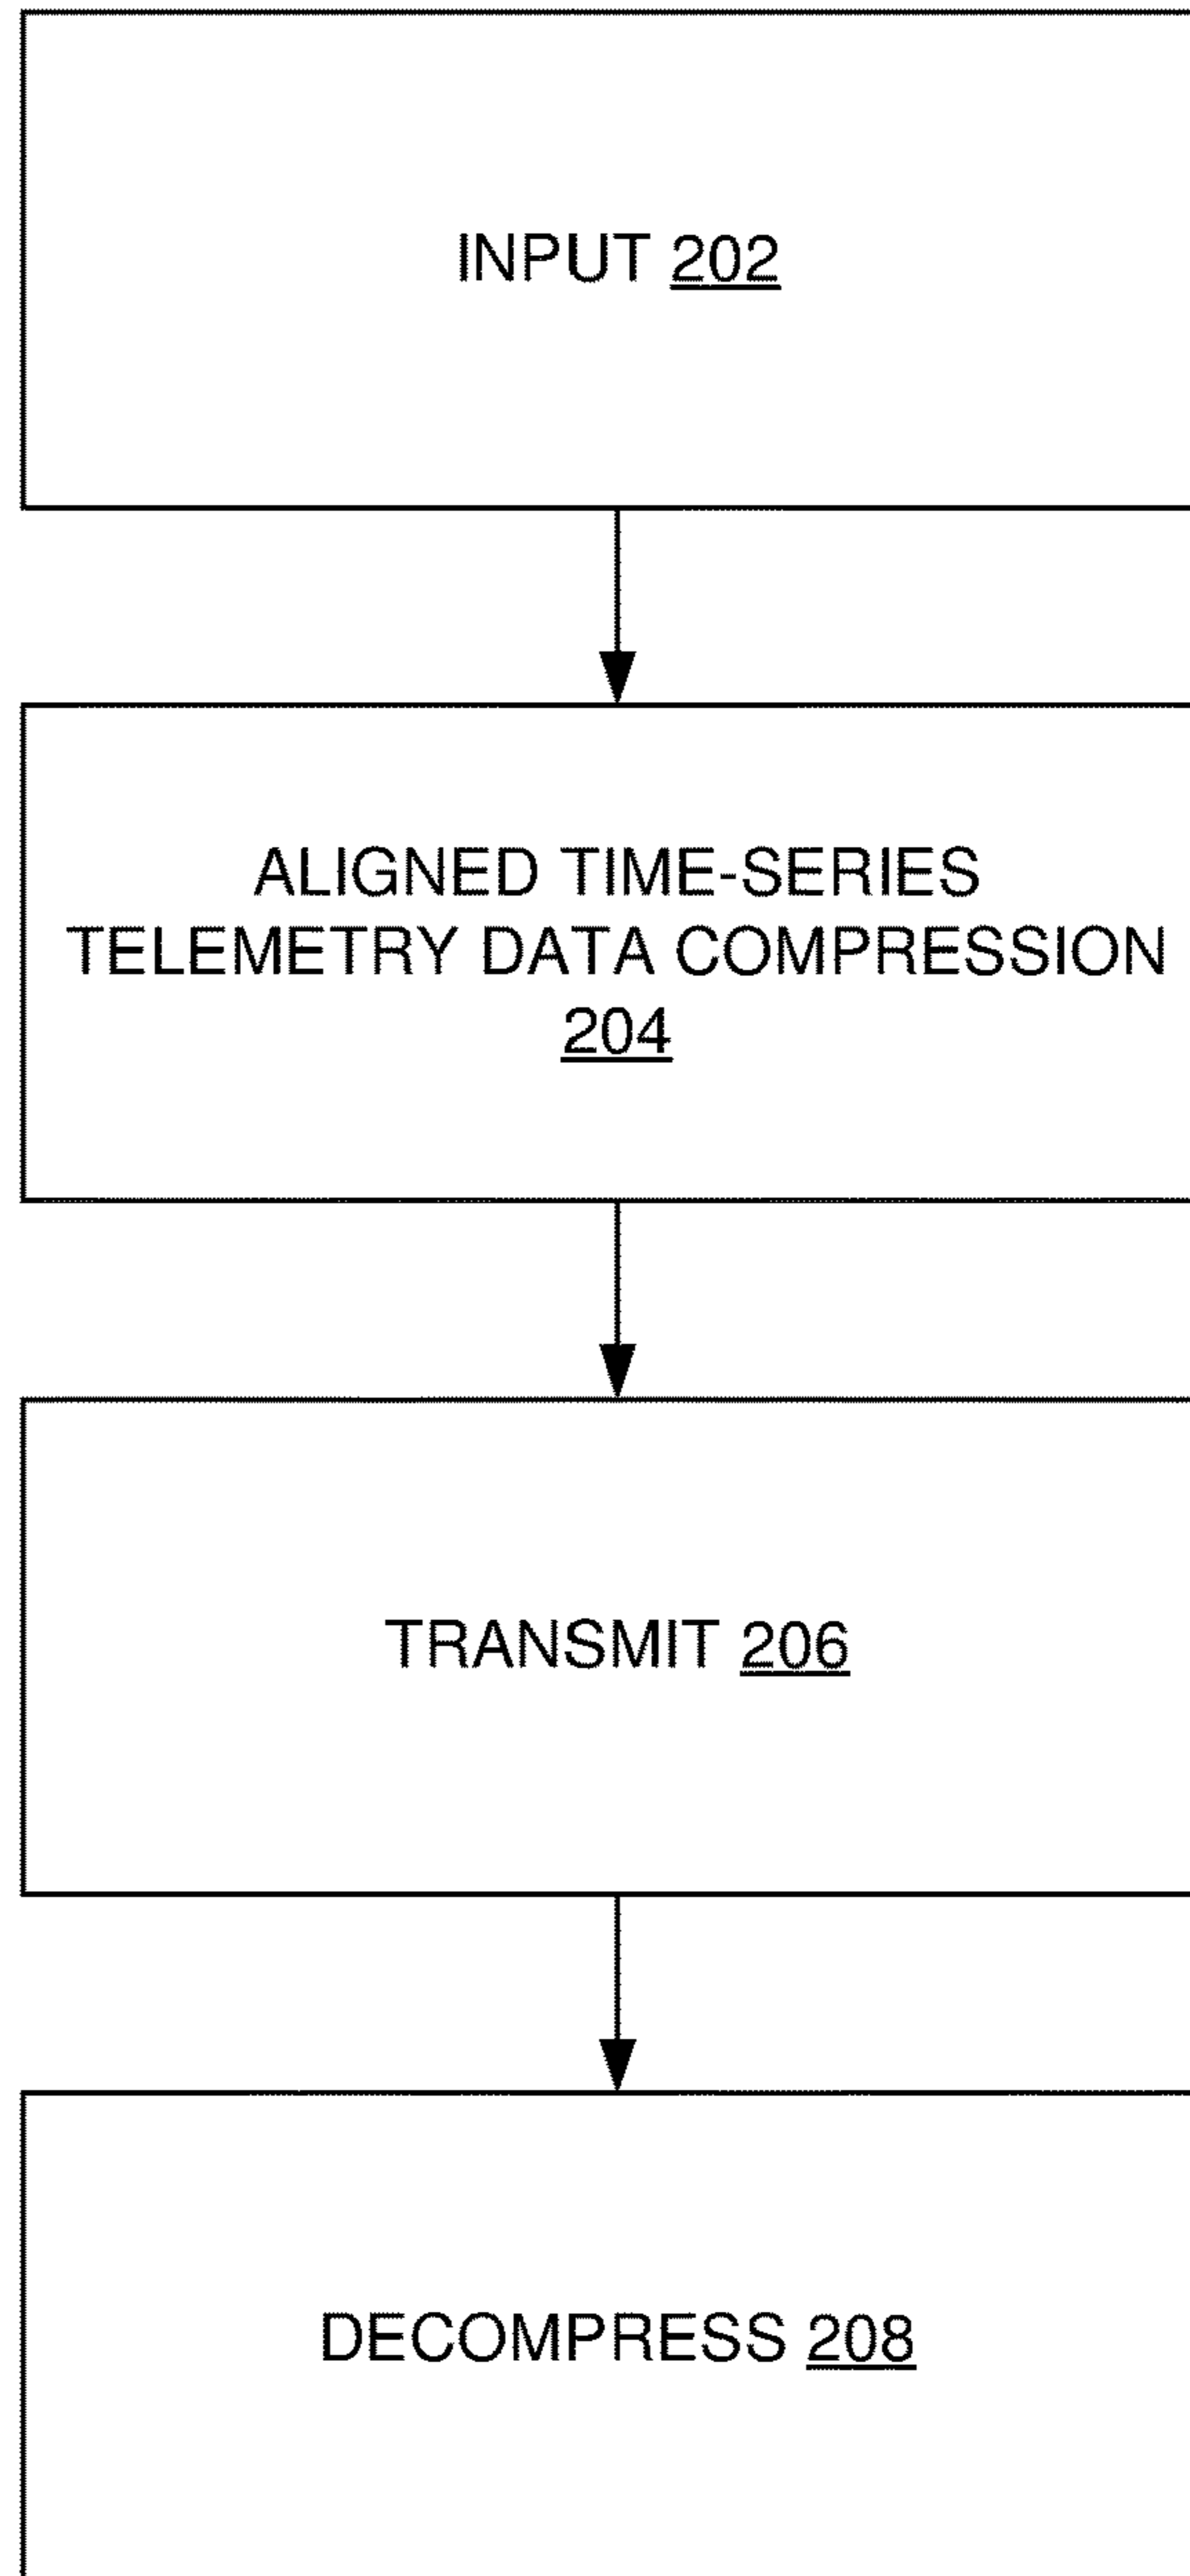 INPUT 202
ALIGNED TIME-SERIES
TELEMETRY DATA COMPRESSION
204
TRANSMIT 206
DECOMPRESS 208